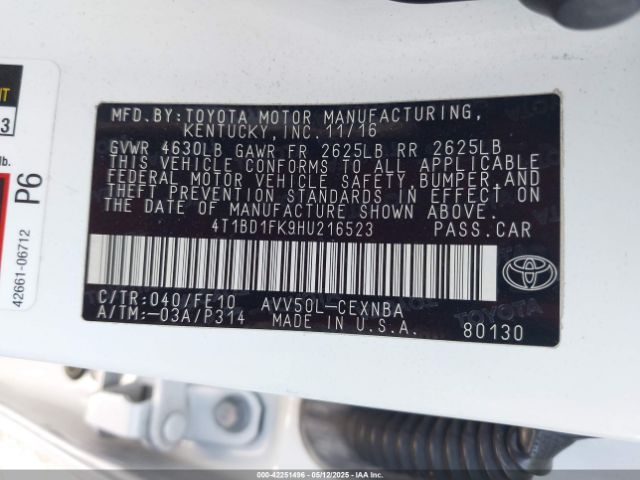 MFD.BY:TOYOTA MOTOR MANUFACTURING,
KENTUCKY,INC.11/16
GVWR 4630LB GAWR FR 2625LB RR 2625LB
THIS VEHICLE CONFORMS TO ALL APPLICABLE
FEDERAL MOTOR VEHICLE SAFETY,BUMPER,AND
THEFT PREVENTION STANDARDS IN EFFECT ON
THE DATE OF MANUFACTURE SHOWN ABOVE.
4T1BD1FK9HU216523 PASS.CAR
C/TR:040/FE10 AVV50L-CEXNBA
A/TM:-03A/P314 MADE IN U.S.A.
80130
TOYOTA
3
lb.
P6
42661-06712
000-42251496 - 05/12/2025 - IAA